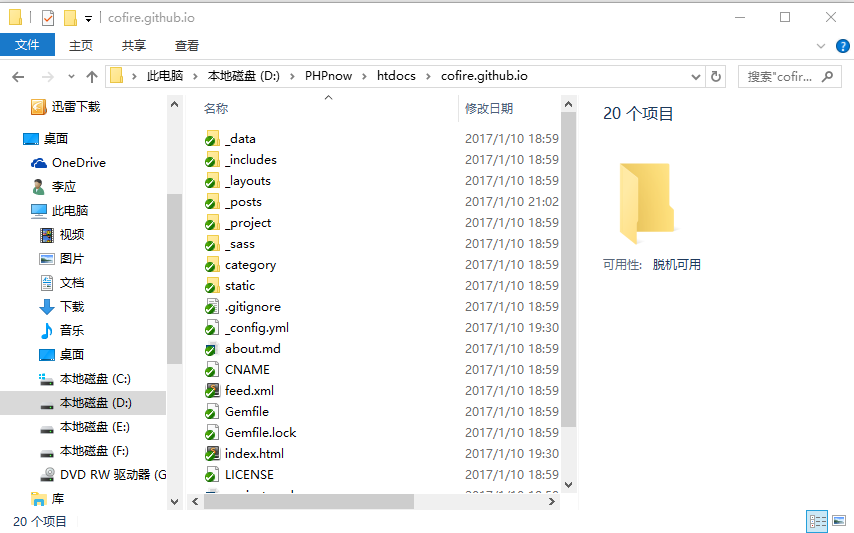 cofire.github.io
文件 主页 共享 查看
此电脑 本地磁盘 (D:) PHPnow htdocs cofire.github.io 搜索"cofir...
迅雷下载
桌面
OneDrive
李应
此电脑
视频
图片
文档
下载
音乐
桌面
本地磁盘 (C:)
本地磁盘 (D:)
本地磁盘 (E:)
本地磁盘 (F:)
DVD RW 驱动器 (G
库
名称 修改日期
_data 2017/1/10 18:59
_includes 2017/1/10 18:59
_layouts 2017/1/10 18:59
_posts 2017/1/10 21:02
_project 2017/1/10 18:59
_sass 2017/1/10 18:59
category 2017/1/10 18:59
static 2017/1/10 18:59
.gitignore 2017/1/10 18:59
_config.yml 2017/1/10 19:30
about.md 2017/1/10 18:59
CNAME 2017/1/10 18:59
feed.xml 2017/1/10 18:59
Gemfile 2017/1/10 18:59
Gemfile.lock 2017/1/10 18:59
index.html 2017/1/10 19:30
LICENSE 2017/1/10 18:59
20 个项目
可用性: 脱机可用
20 个项目